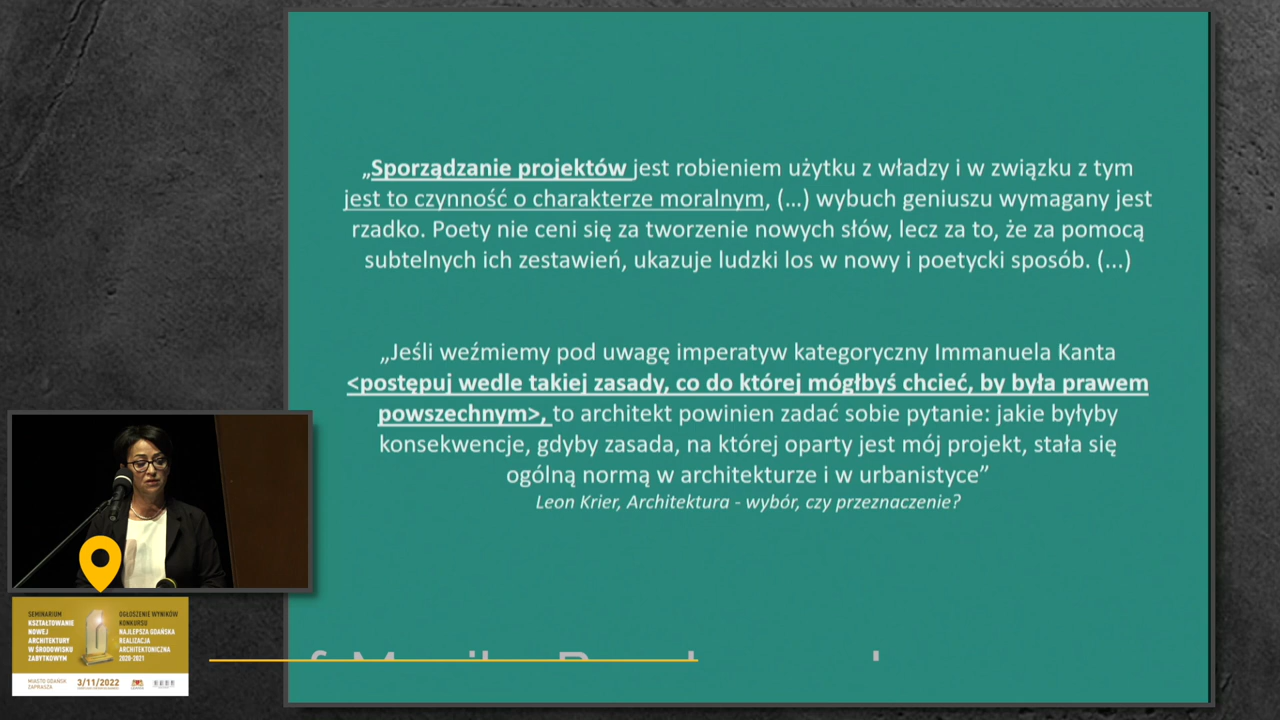 „Sporządzanie projektów jest robieniem użytku z władzy i w związku z tym
jest to czynność o charakterze moralnym, (...) wybuch geniuszu wymagany jest
rzadko. Poety nie ceni się za tworzenie nowych słów, lecz za to, że za pomocą
subtelnych ich zestawień, ukazuje ludzki los w nowy i poetycki sposób. (...)
„Jeśli weźmiemy pod uwagę imperatyw kategoryczny Immanuela Kanta
<postępuj wedle takiej zasady, co do której mógłbyś chcieć, by była prawem
powszechnym>, to architekt powinien zadać sobie pytanie: jakie byłyby
konsekwencje, gdyby zasada, na której oparty jest mój projekt, stała się
ogólną normą w architekturze i w urbanistyce”
Leon Krier, Architektura - wybór, czy przeznaczenie?
SEMINARIUM
KSZTAŁTOWANIE
NOWEJ
ARCHITEKTURY
W ŚRODOWISKU
ZABYTKOWYM
OGŁOSZENIE WYNIKÓW
KONKURSU
NAJLEPSZA GDAŃSKA
REALIZACJA
ARCHITEKTONICZNA
2020-2021
MIASTO GDAŃSK
ZAPRASZA
3/11/2022